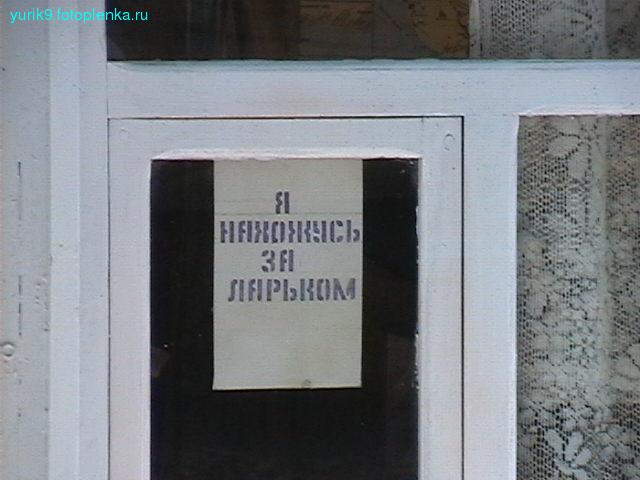 yurik9.fotoplenka.ru
Я
НАХОЖУСЬ
ЗА
ЛАРЬКОМ